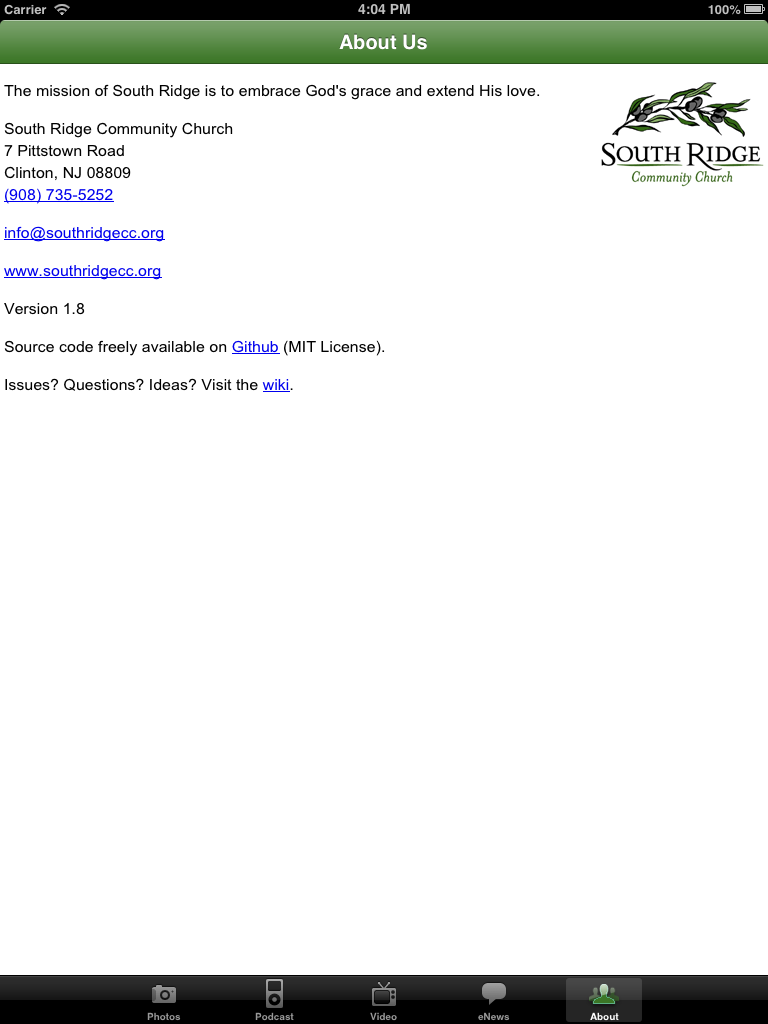 Carrier 4:04 PM 100%
About Us
The mission of South Ridge is to embrace God's grace and extend His love.
SOUTH RIDGE
Community Church
South Ridge Community Church
7 Pittstown Road
Clinton, NJ 08809
(908) 735-5252
info@southridgecc.org
www.southridgecc.org
Version 1.8
Source code freely available on Github (MIT License).
Issues? Questions? Ideas? Visit the wiki.
Photos Podcast Video eNews About